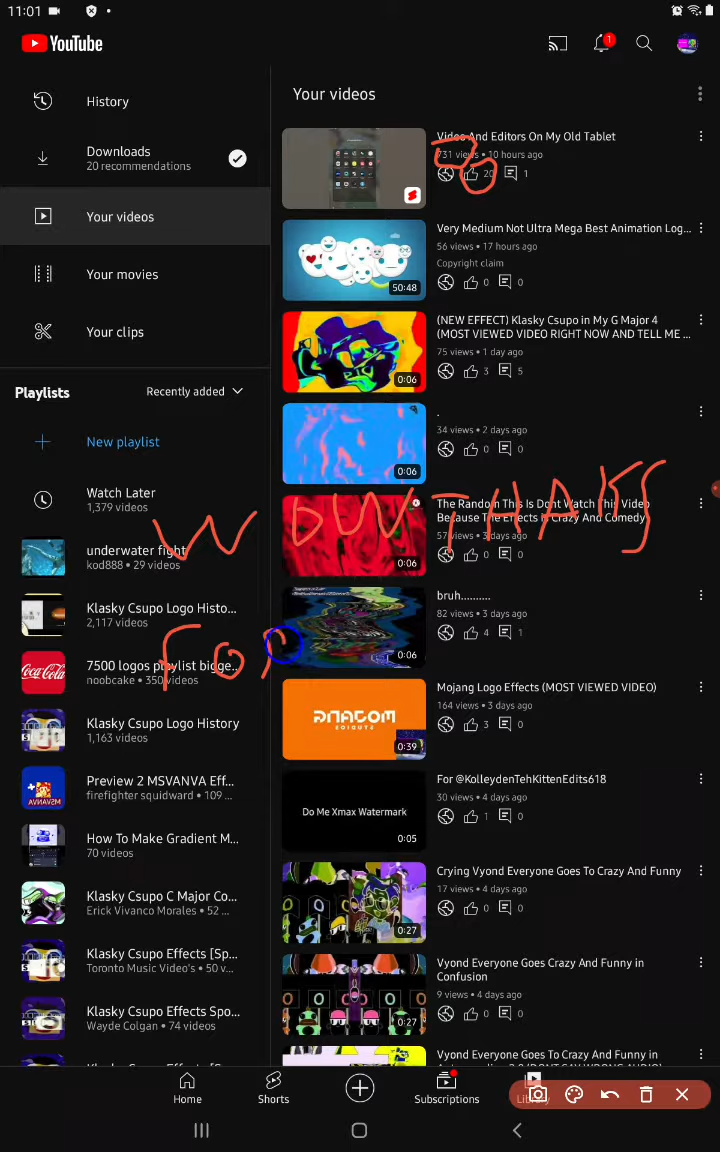 11:01
YouTube
1
History
Downloads
20 recommendations
Your videos
Your movies
Your clips
Playlists
Recently added
New playlist
Watch Later
1,379 videos
underwater fight
kod888 • 29 videos
Klasky Csupo Logo Histo...
2,117 videos
Coca-Cola
7500 logos playlist bigge...
noobcake • 350 videos
Klasky Csupo Logo History
1,163 videos
MSVANVA
Preview 2 MSVANVA Eff...
firefighter squidward • 109 ...
How To Make Gradient M...
70 videos
Klasky Csupo C Major Co...
Erick Vivanco Morales • 52 ...
Klasky Csupo Effects [Sp...
Toronto Music Video's • 50 v...
Klasky Csupo Effects Spo...
Wayde Colgan • 74 videos
Your videos
Video And Editors On My Old Tablet
731 views • 10 hours ago
20 1
50:48
Very Medium Not Ultra Mega Best Animation Log...
56 views • 17 hours ago
Copyright claim
0 0
0:06
(NEW EFFECT) Klasky Csupo in My G Major 4
(MOST VIEWED VIDEO RIGHT NOW AND TELL ME ...
75 views • 1 day ago
3 5
0:06
.
34 views • 2 days ago
0 0
0:06
The Random This Is Dont Watch This Video
Because The Effects Is Crazy And Comedy
57 views • 3 days ago
0 0
WOW THAKS
FOR
0:06
bruh..........
82 views • 3 days ago
4 1
0:39
Mojang Logo Effects (MOST VIEWED VIDEO)
164 views • 3 days ago
3 0
Do Me Xmax Watermark
0:05
For @KolleydenTehKittenEdits618
30 views • 4 days ago
1 0
0:27
Crying Vyond Everyone Goes To Crazy And Funny
17 views • 4 days ago
0 0
0:27
Vyond Everyone Goes Crazy And Funny in
Confusion
9 views • 4 days ago
0 0
Vyond Everyone Goes To Crazy And Funny in
Home
Shorts
Subscriptions
Library